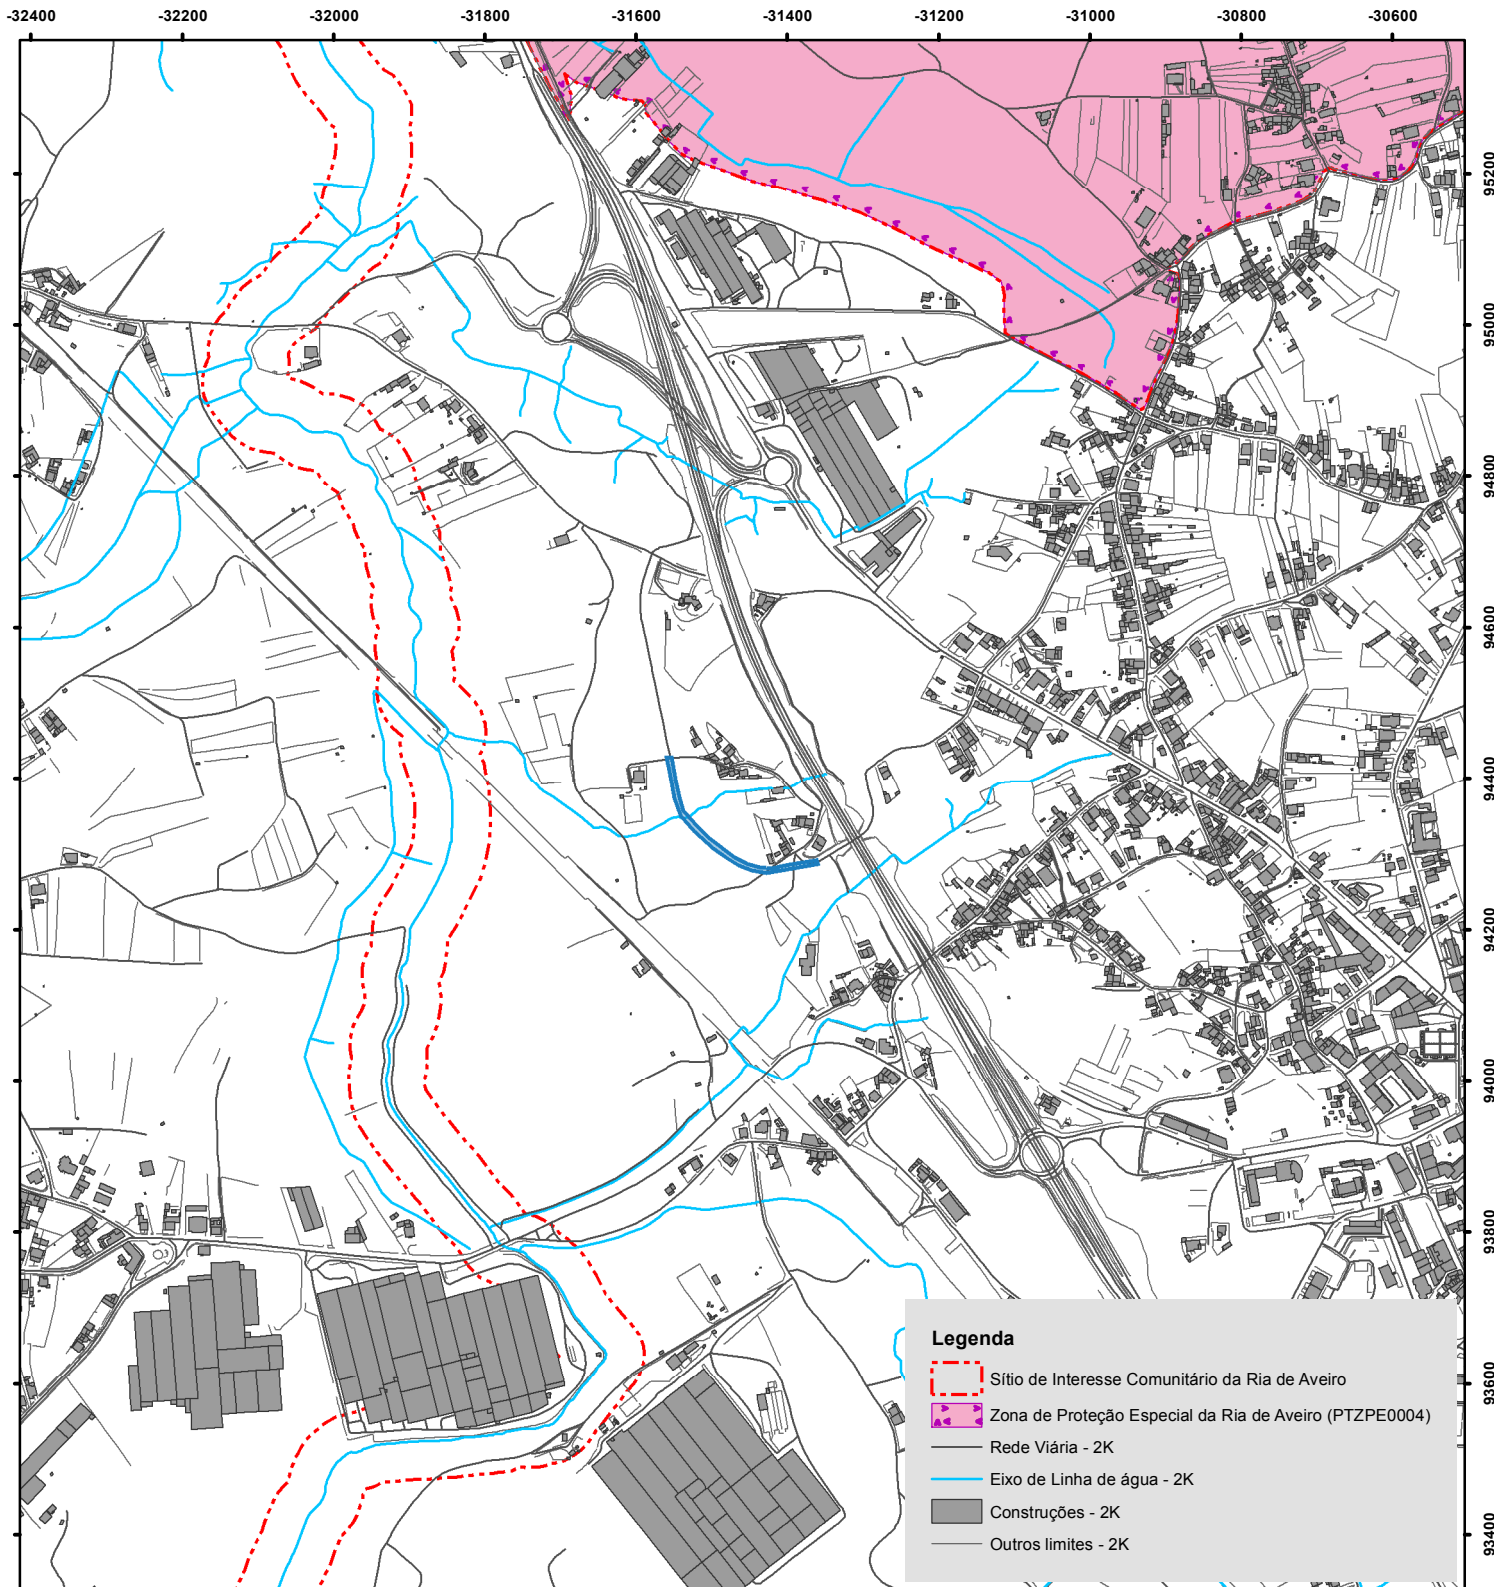 -32400 -32200 -32000 -31800 -31600 -31400 -31200 -31000 -30800 -30600
95200
95000
94800
94600
94400
94200
94000
93800
93600
93400
Legenda
Sítio de Interesse Comunitário da Ria de Aveiro
Zona de Proteção Especial da Ria de Aveiro (PTZPE0004)
Rede Viária - 2K
Eixo de Linha de água - 2K
Construções - 2K
Outros limites - 2K